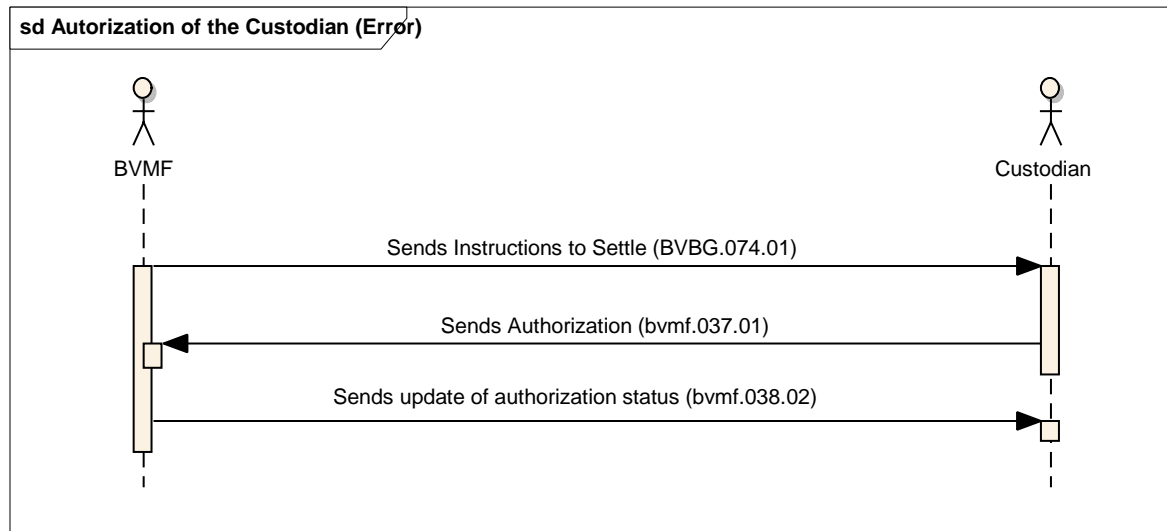 sd Autorization of the Custodian (Error)
BVMF
Custodian
Sends Instructions to Settle (BVBG.074.01)
Sends Authorization (bvmf.037.01)
Sends update of authorization status (bvmf.038.02)